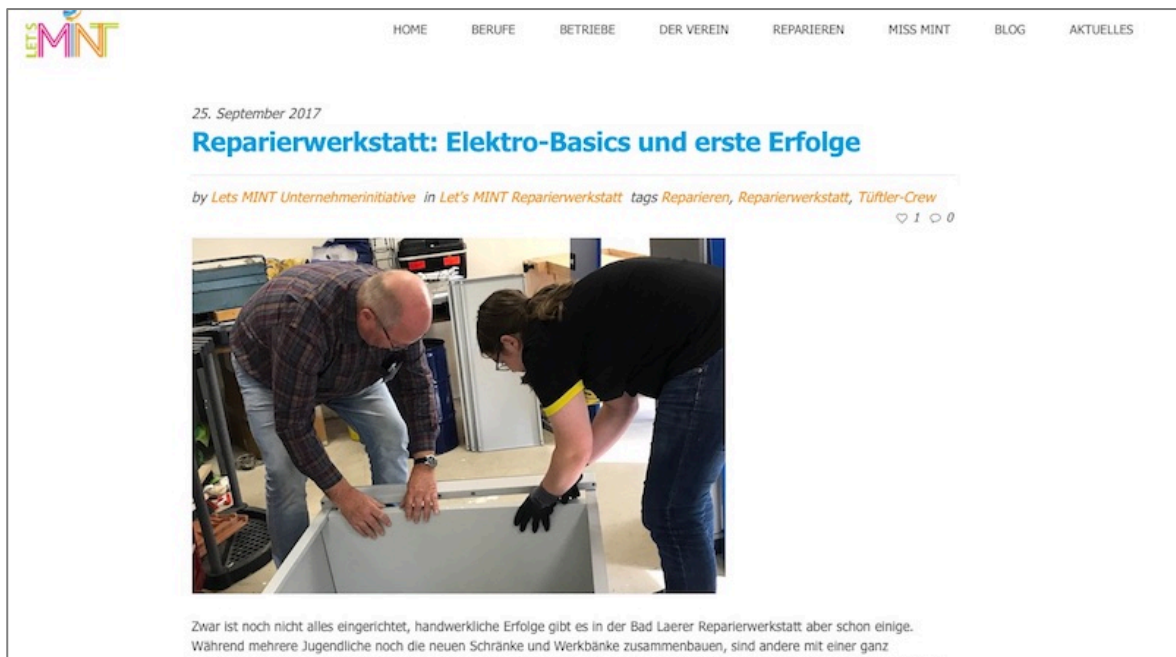 LET'S MINT
HOME BERUFE BETRIEBE DER VEREIN REPARIEREN MISS MINT BLOG AKTUELLES
25. September 2017
Reparierwerkstatt: Elektro-Basics und erste Erfolge
by Lets MINT Unternehmerinitiative in Let's MINT Reparierwerkstatt tags Reparieren, Reparierwerkstatt, Tüftler-Crew
1 0
Zwar ist noch nicht alles eingerichtet, handwerkliche Erfolge gibt es in der Bad Laerer Reparierwerkstatt aber schon einige.
Während mehrere Jugendliche noch die neuen Schränke und Werkbänke zusammenbauen, sind andere mit einer ganz